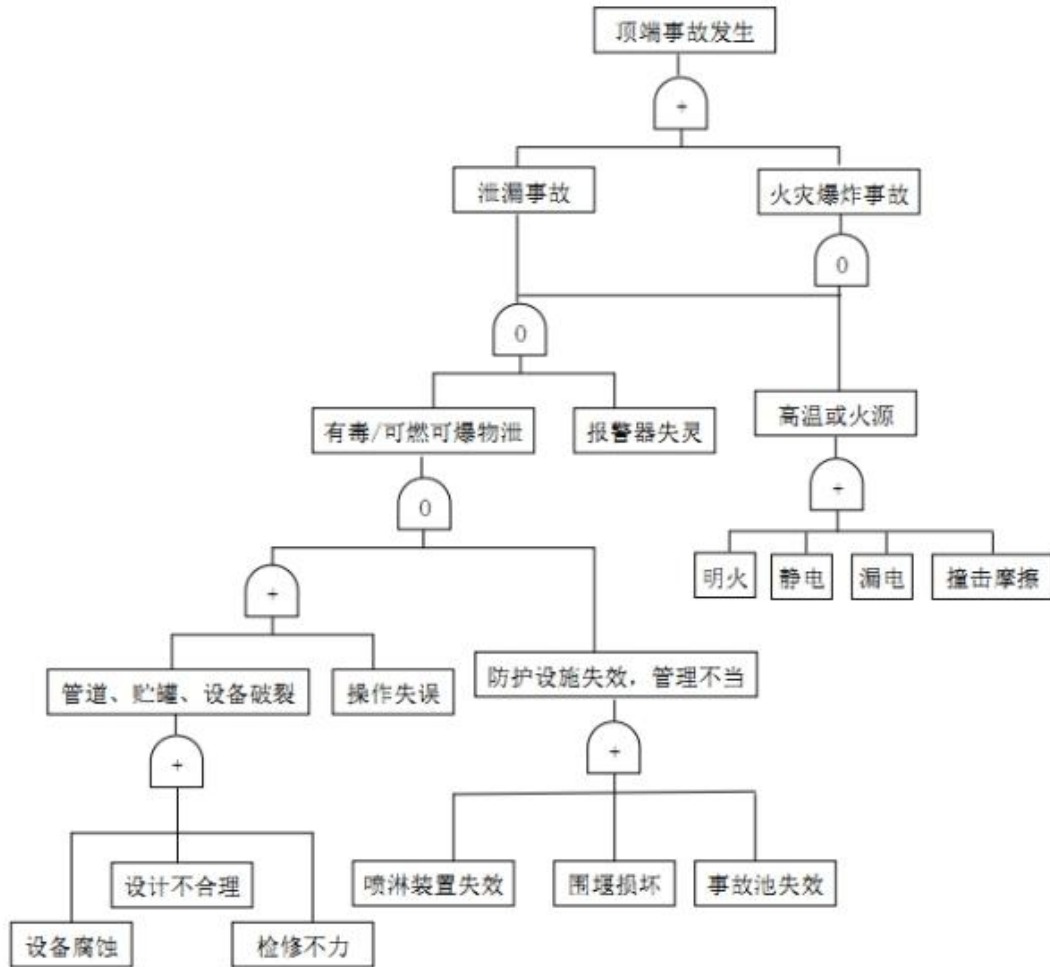 顶端事故发生
+
泄漏事故
火灾爆炸事故
0
0
有毒/可燃可爆物泄
报警器失灵
高温或火源
0
+
明火
静电
漏电
撞击摩擦
+
管道、贮罐、设备破裂
操作失误
防护设施失效，管理不当
+
+
设计不合理
喷淋装置失效
围堰损坏
事故池失效
设备腐蚀
检修不力